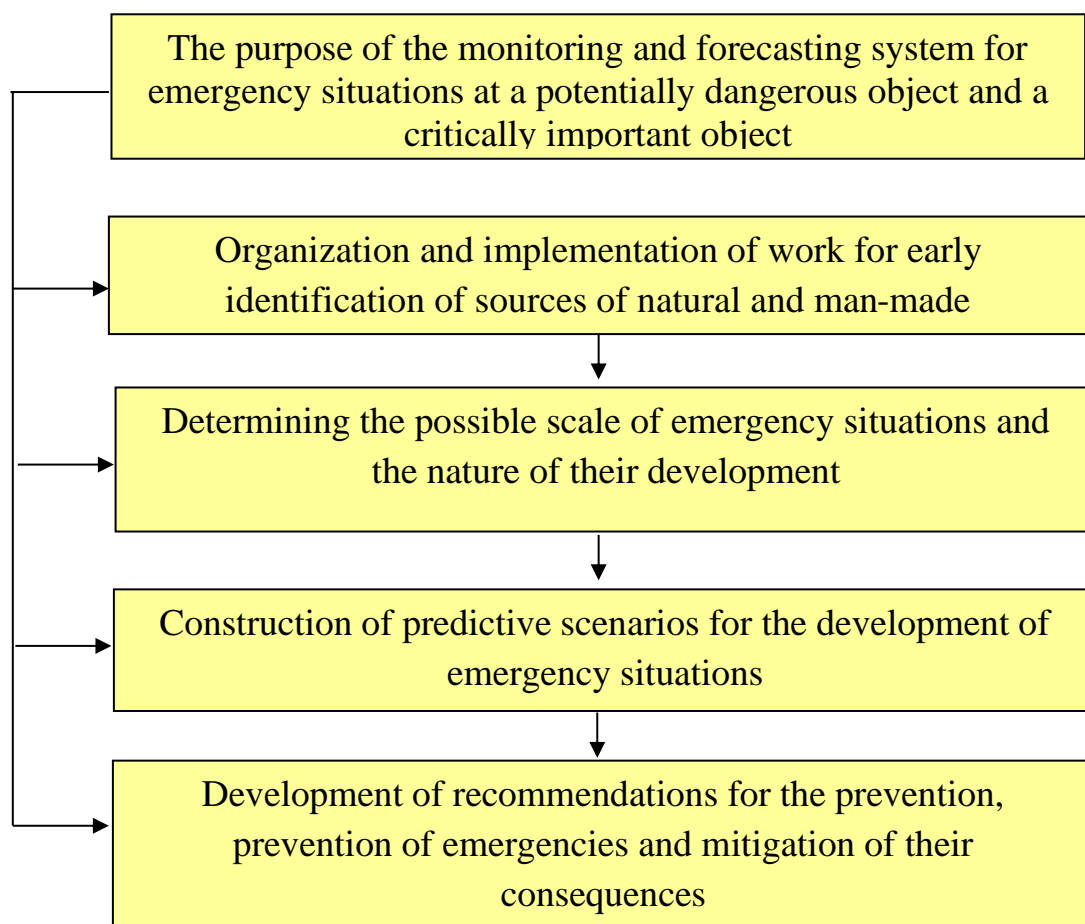 The purpose of the monitoring and forecasting system for
emergency situations at a potentially dangerous object and a
critically important object
Organization and implementation of work for early
identification of sources of natural and man-made
Determining the possible scale of emergency situations and
the nature of their development
Construction of predictive scenarios for the development of
emergency situations
Development of recommendations for the prevention,
prevention of emergencies and mitigation of their
consequences